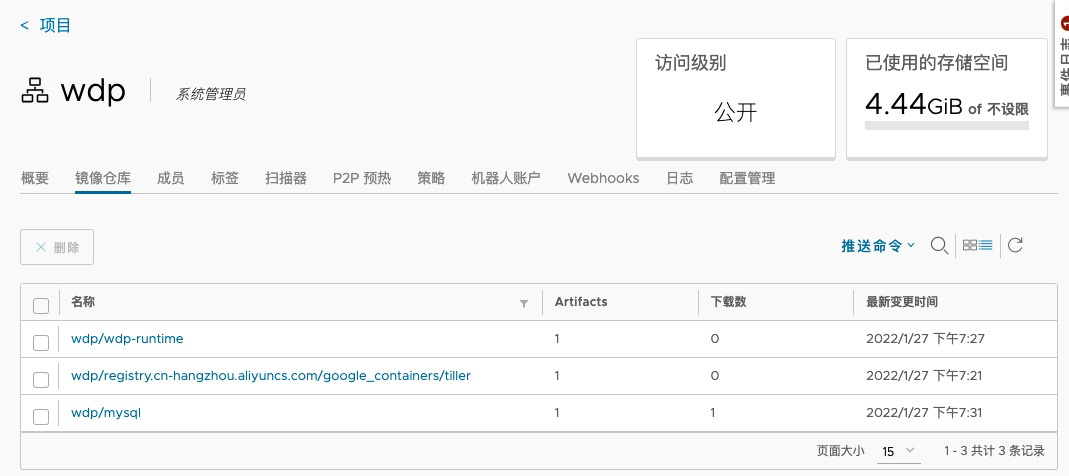 < 项目
wdp
系统管理员
访问级别
公开
已使用的存储空间
4.44GiB of 不设限
1
事件日志
概要 镜像仓库 成员 标签 扫描器 P2P 预热 策略 机器人账户 Webhooks 日志 配置管理
× 删除
推送命令
名称 Artifacts 下载数 最新变更时间
wdp/wdp-runtime 1 0 2022/1/27 下午7:27
wdp/registry.cn-hangzhou.aliyuncs.com/google_containers/tiller 1 0 2022/1/27 下午7:21
wdp/mysql 1 1 2022/1/27 下午7:31
页面大小 15 1 - 3 共计 3 条记录